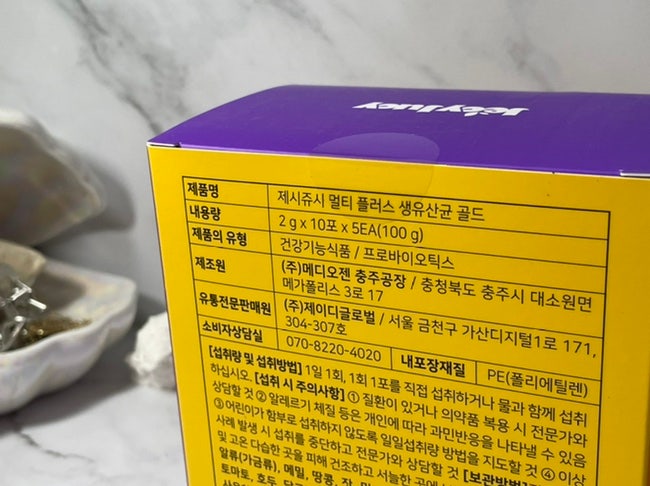 JeByJucy
제품명 제시쥬시 멀티 플러스 생유산균 골드
내용량 2 g x 10포 x 5EA(100 g)
제품의 유형 건강기능식품 / 프로바이오틱스
제조원 (주)메디오젠 충주공장 / 충청북도 충주시 대소원면
메가폴리스 3로 17
유통전문판매원 (주)제이디글로벌 / 서울 금천구 가산디지털1로 171,
304-307호
소비자상담실 070-8220-4020 내포장재질 PE(폴리에틸렌)
[섭취량 및 섭취방법] 1일 1회, 1회 1포를 직접 섭취하거나 물과 함께 섭취
하십시오. [섭취 시 주의사항] ① 질환이 있거나 의약품 복용 시 전문가와
상담할 것 ② 알레르기 체질 등은 개인에 따라 과민반응을 나타낼 수 있음
③ 어린이가 함부로 섭취하지 않도록 일일섭취량 방법을 지도할 것 ④ 이상
사례 발생 시 섭취를 중단하고 전문가와 상담할 것 [보관방법]
및 고온 다습한 곳을 피해 건조하고 서늘한 곳에
알류(가금류), 메밀, 땅콩,
토마토, 호두,